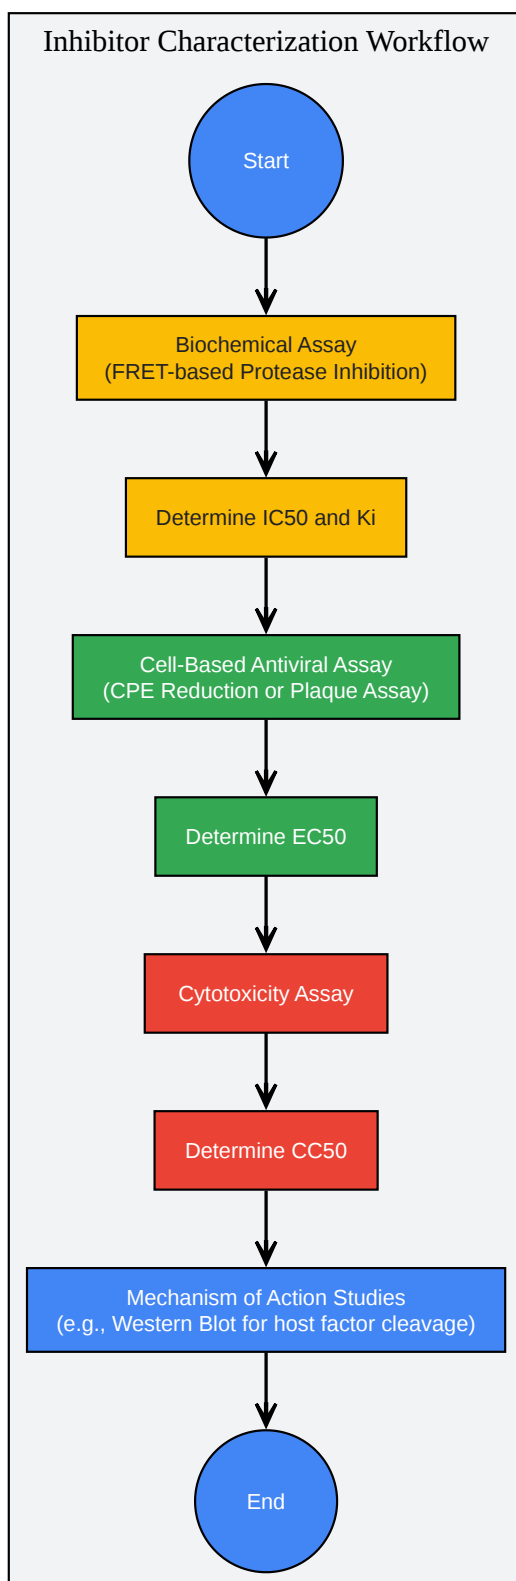 Inhibitor Characterization Workflow
Start
Biochemical Assay
(FRET-based Protease Inhibition)
Determine IC50 and Ki
Cell-Based Antiviral Assay
(CPE Reduction or Plaque Assay)
Determine EC50
Cytotoxicity Assay
Determine CC50
Mechanism of Action Studies
(e.g., Western Blot for host factor cleavage)
End